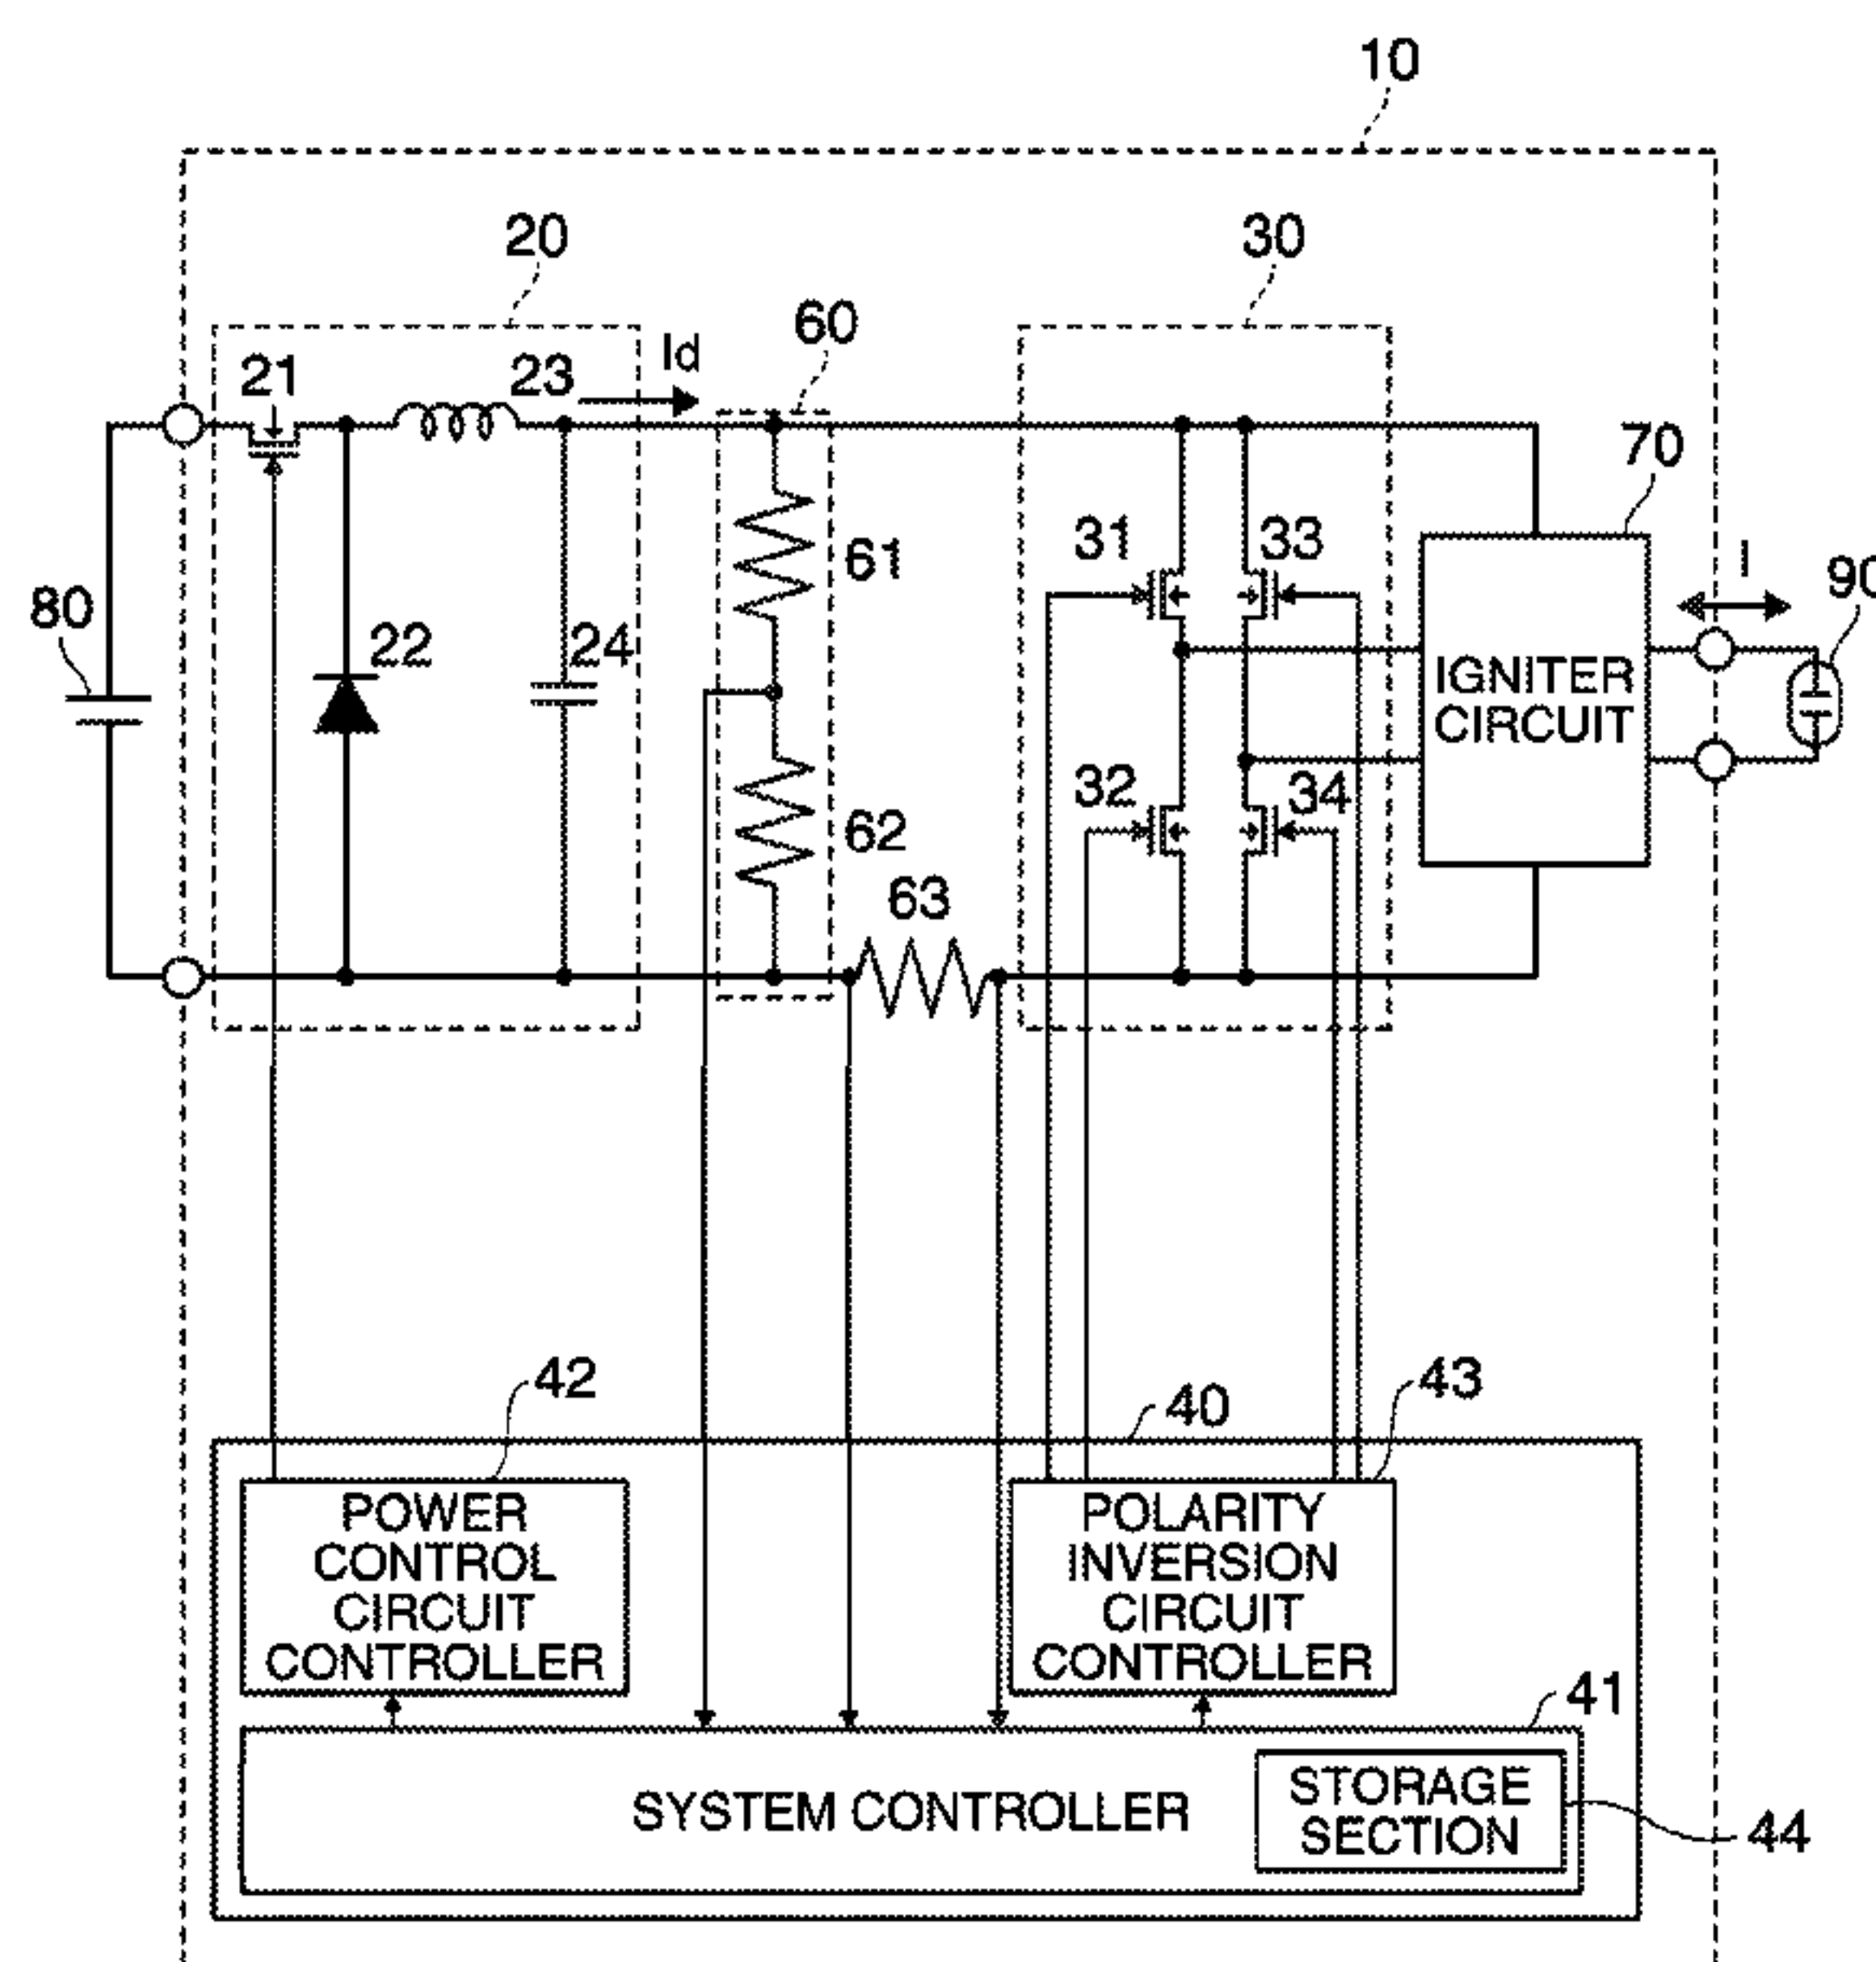 10
20
30
60
21
23
Id
70
31
33
61
I
90
80
22
24
IGNITER
CIRCUIT
32
34
62
63
42
40
43
POWER
CONTROL
CIRCUIT
CONTROLLER
POLARITY
INVERSION
CIRCUIT
CONTROLLER
41
SYSTEM CONTROLLER
STORAGE
SECTION
44